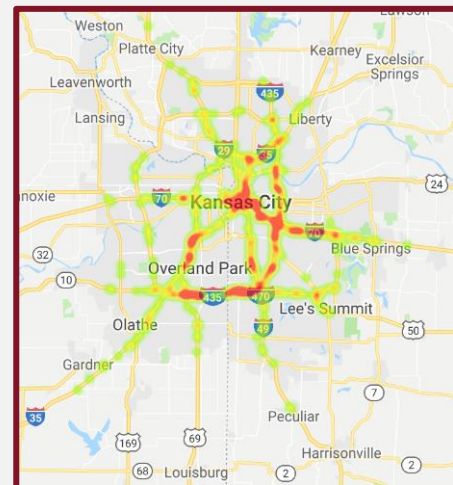 Lawson
Weston
Platte City
Kearney
Excelsior
Springs
Leavenworth
435
Lansing
Liberty
29
35
24
70
Kansas City
70
32
Blue Springs
Overland Park
10
435
470
Lee's Summit
Olathe
49
50
Gardner
7
35
Peculiar
169
69
Harrisonville
68
Louisburg
2
2